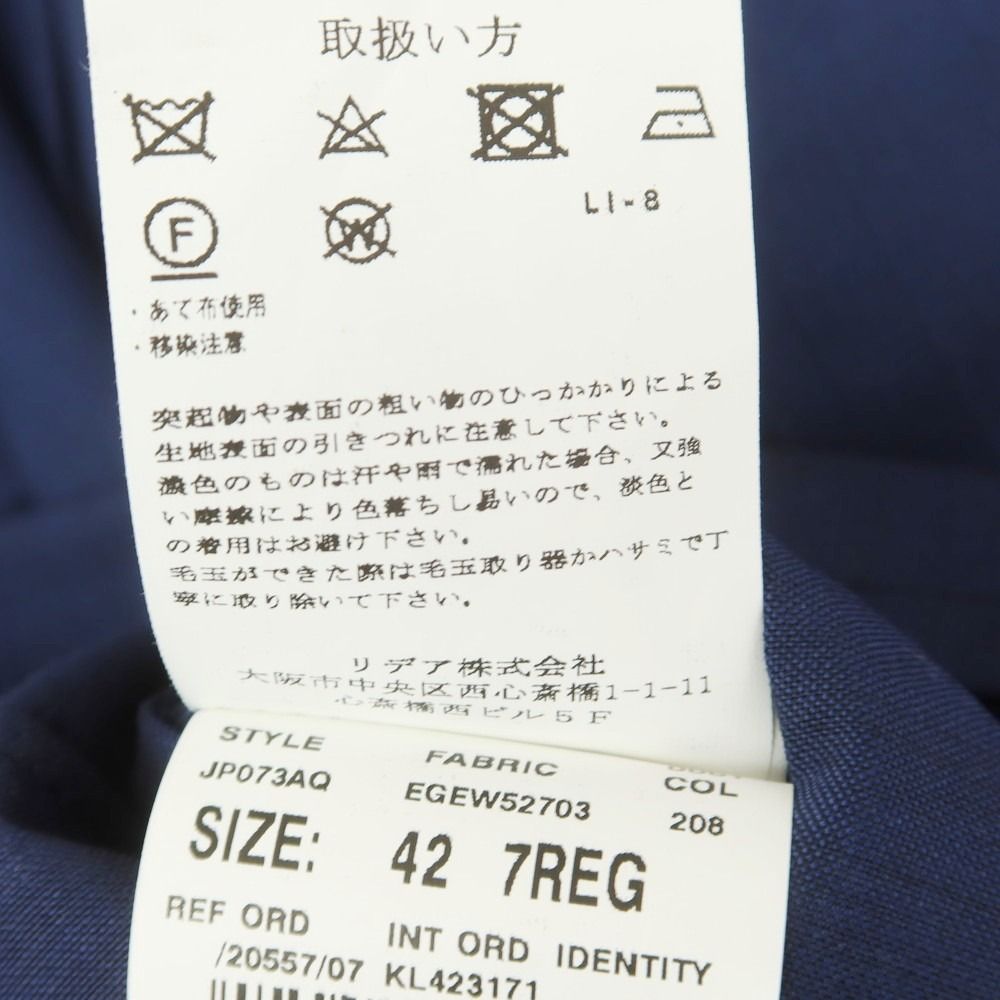 取扱い方
F W
LI-8
・あて布使用
・移染注意
突起物や表面の粗い物のひっかかりによる
生地表面の引きつれに注意して下さい。
濃色のものは汗や雨で濡れた場合、又強
い摩擦により色落ちし易いので、淡色と
の着用はお避け下さい。
毛玉ができた際は毛玉取り器かハサミで丁
寧に取り除いて下さい。
リデア株式会社
大阪市中央区西心斎橋1-1-11
心斎橋西ビル5F
STYLE FABRIC COL
JP073AQ EGEW52703 208
SIZE: 42 7REG
REF ORD INT ORD IDENTITY
/20557/07 KL423171